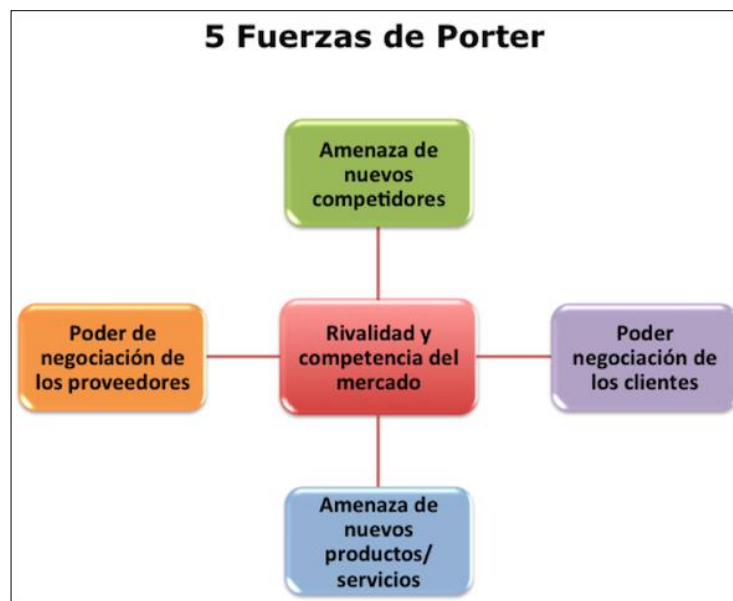 5 Fuerzas de Porter
Amenaza de
nuevos
competidores
Poder de
negociación de
los proveedores
Rivalidad y
competencia del
mercado
Poder
negociación de
los clientes
Amenaza de
nuevos
productos/
servicios